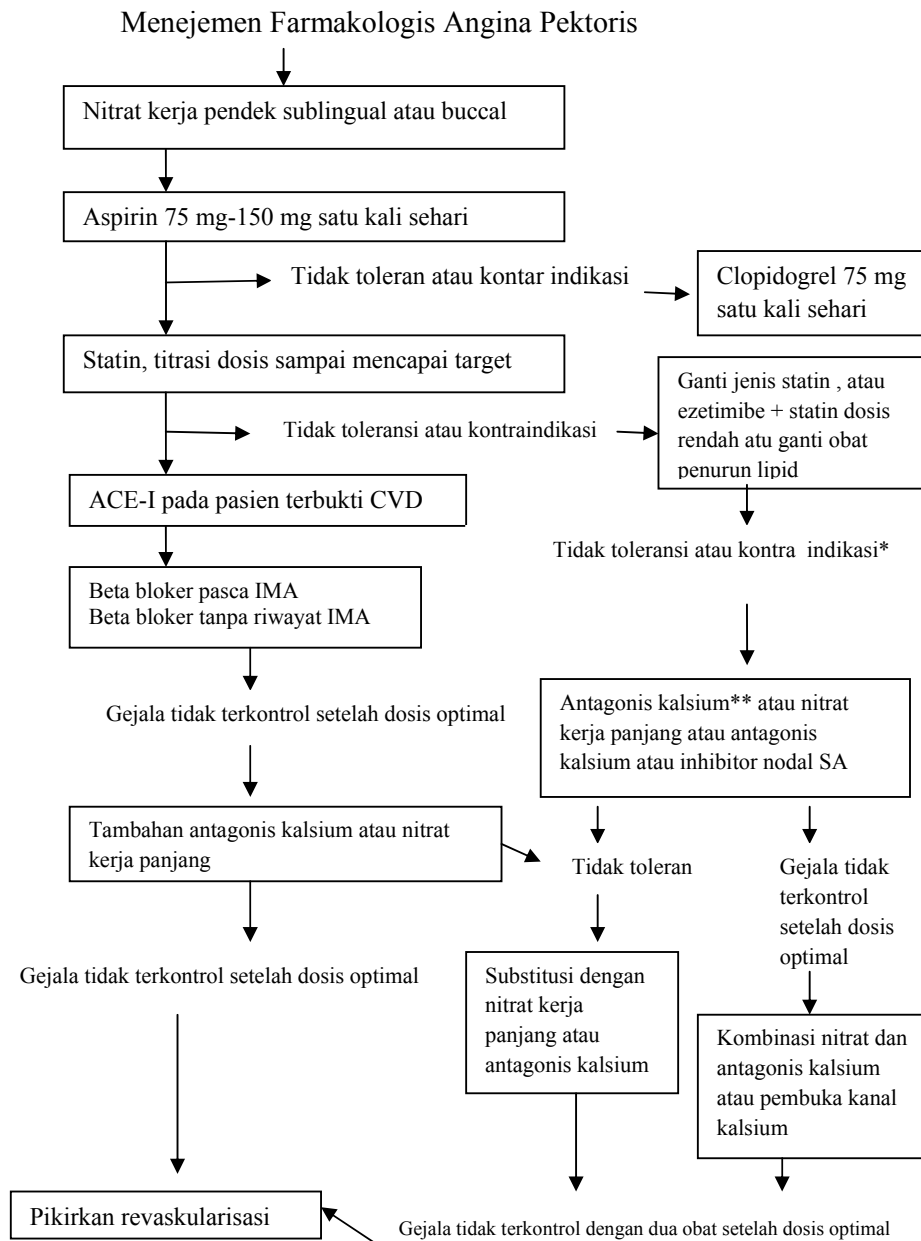 Menejemen Farmakologis Angina Pektoris
Nitrat kerja pendek sublingual atau buccal
Aspirin 75 mg-150 mg satu kali sehari
Tidak toleran atau kontar indikasi
Clopidogrel 75 mg
satu kali sehari
Statin, titrasi dosis sampai mencapai target
Tidak toleransi atau kontraindikasi
Ganti jenis statin , atau
ezetimibe + statin dosis
rendah atu ganti obat
penurun lipid
ACE-I pada pasien terbukti CVD
Tidak toleransi atau kontra indikasi*
Beta bloker pasca IMA
Beta bloker tanpa riwayat IMA
Gejala tidak terkontrol setelah dosis optimal
Antagonis kalsium** atau nitrat
kerja panjang atau antagonis
kalsium atau inhibitor nodal SA
Tambahan antagonis kalsium atau nitrat
kerja panjang
Tidak toleran
Gejala tidak
terkontrol
setelah dosis
optimal
Gejala tidak terkontrol setelah dosis optimal
Substitusi dengan
nitrat kerja
panjang atau
antagonis kalsium
Kombinasi nitrat dan
antagonis kalsium
atau pembuka kanal
kalsium
Pikirkan revaskularisasi
Gejala tidak terkontrol dengan dua obat setelah dosis optimal